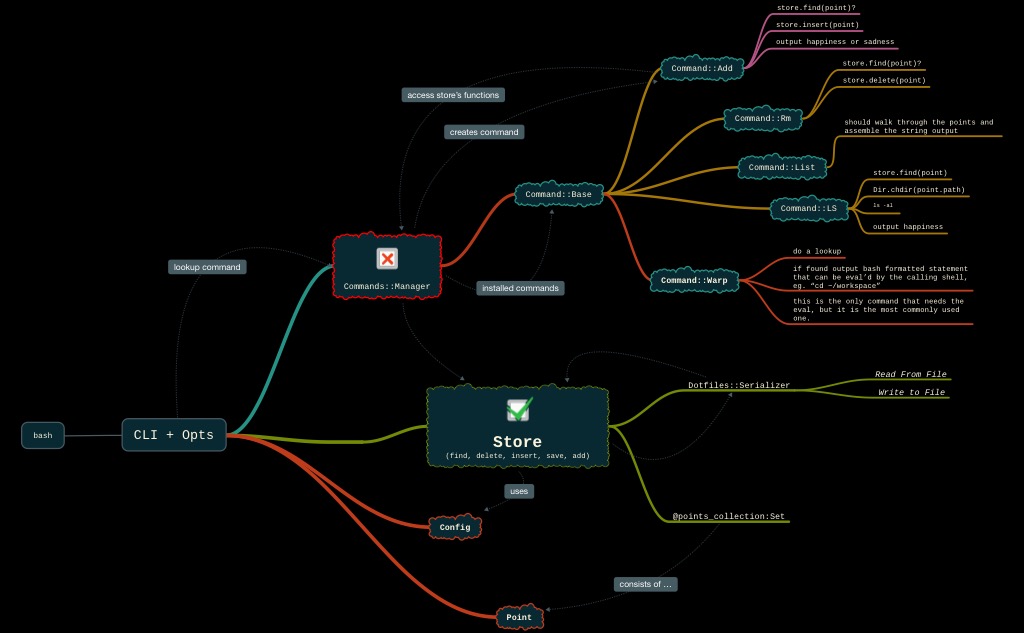 bash
CLI + Opts
lookup command
access store's functions
creates command
Commands::Manager
installed commands
Command::Base
Command::Add
store.find(point)?
store.insert(point)
output happiness or sadness
Command::Rm
store.find(point)?
store.delete(point)
Command::List
should walk through the points and
assemble the string output
Command::LS
store.find(point)
Dir.chdir(point.path)
ls -al
output happiness
Command::Warp
do a lookup
if found output bash formatted statement
that can be eval’d by the calling shell,
eg. “cd ~/workspace”
this is the only command that needs the
eval, but it is the most commonly used
one.
Store
(find, delete, insert, save, add)
Dotfiles::Serializer
Read From File
Write to File
@points_collection:Set
uses
Config
consists of ...
Point